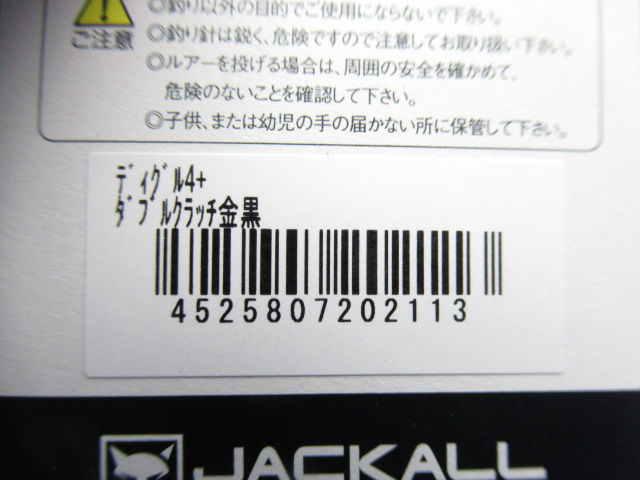 ◎釣り以外の目的でご使用にならないで下さい。
ご注意
◎釣り針は鋭く、危険ですので注意してお取り扱い下さい。
◎ルアーを投げる場合は、周囲の安全を確かめて、
危険のないことを確認して下さい。
◎子供、または幼児の手の届かない所に保管して下さい。
ﾃﾞｨｸﾞﾙ4+
ﾀﾞﾌﾞﾙｸﾗｯﾁ金黒
4525807202113
JACKALL